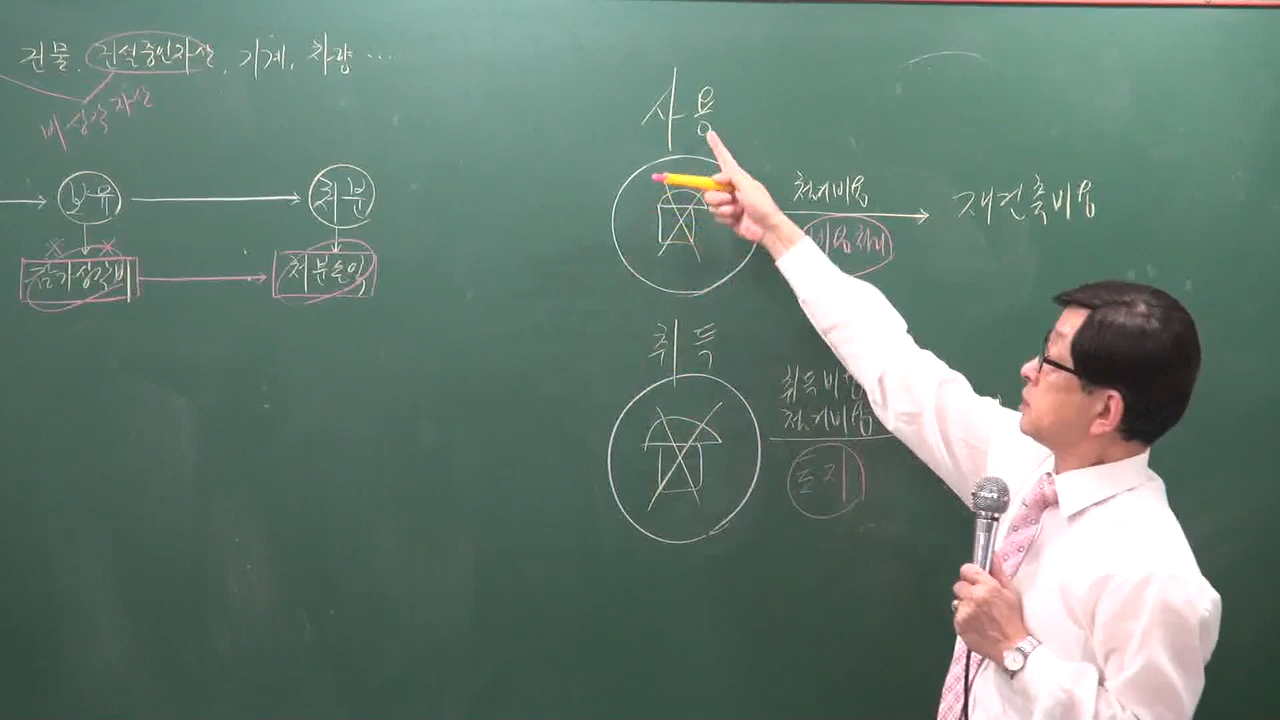 건물, 건설중인자산, 기계, 차량 …
비상각자산
보유
처분
감가상각비
처분손익
사용
철거비용
재건축비용
비용처리
취득
취득비용
철거비용
토지